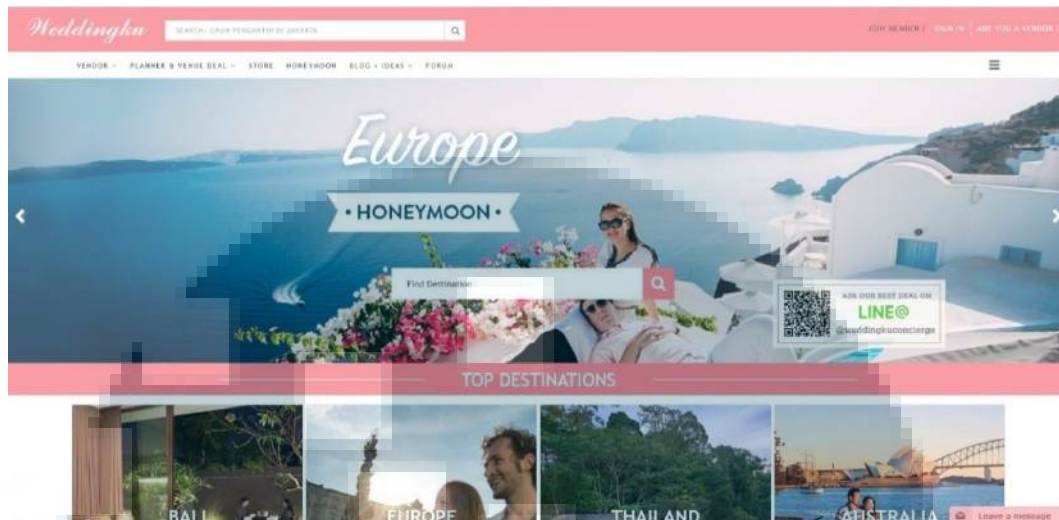 Weddingku
SEARCH: GAUN PENGANTIN DI JAKARTA
JOIN MEMBER | SIGN IN | ARE YOU A VENDOR
VENDOR PLANNER & VENUE DEAL STORE HONEYMOON BLOG + IDEAS FORUM
Europe
• HONEYMOON •
Find Destination
ASK OUR BEST DEAL ON
LINE@
@weddingkuconcierge
TOP DESTINATIONS
BALI EUROPE THAILAND AUSTRALIA
Leave a message